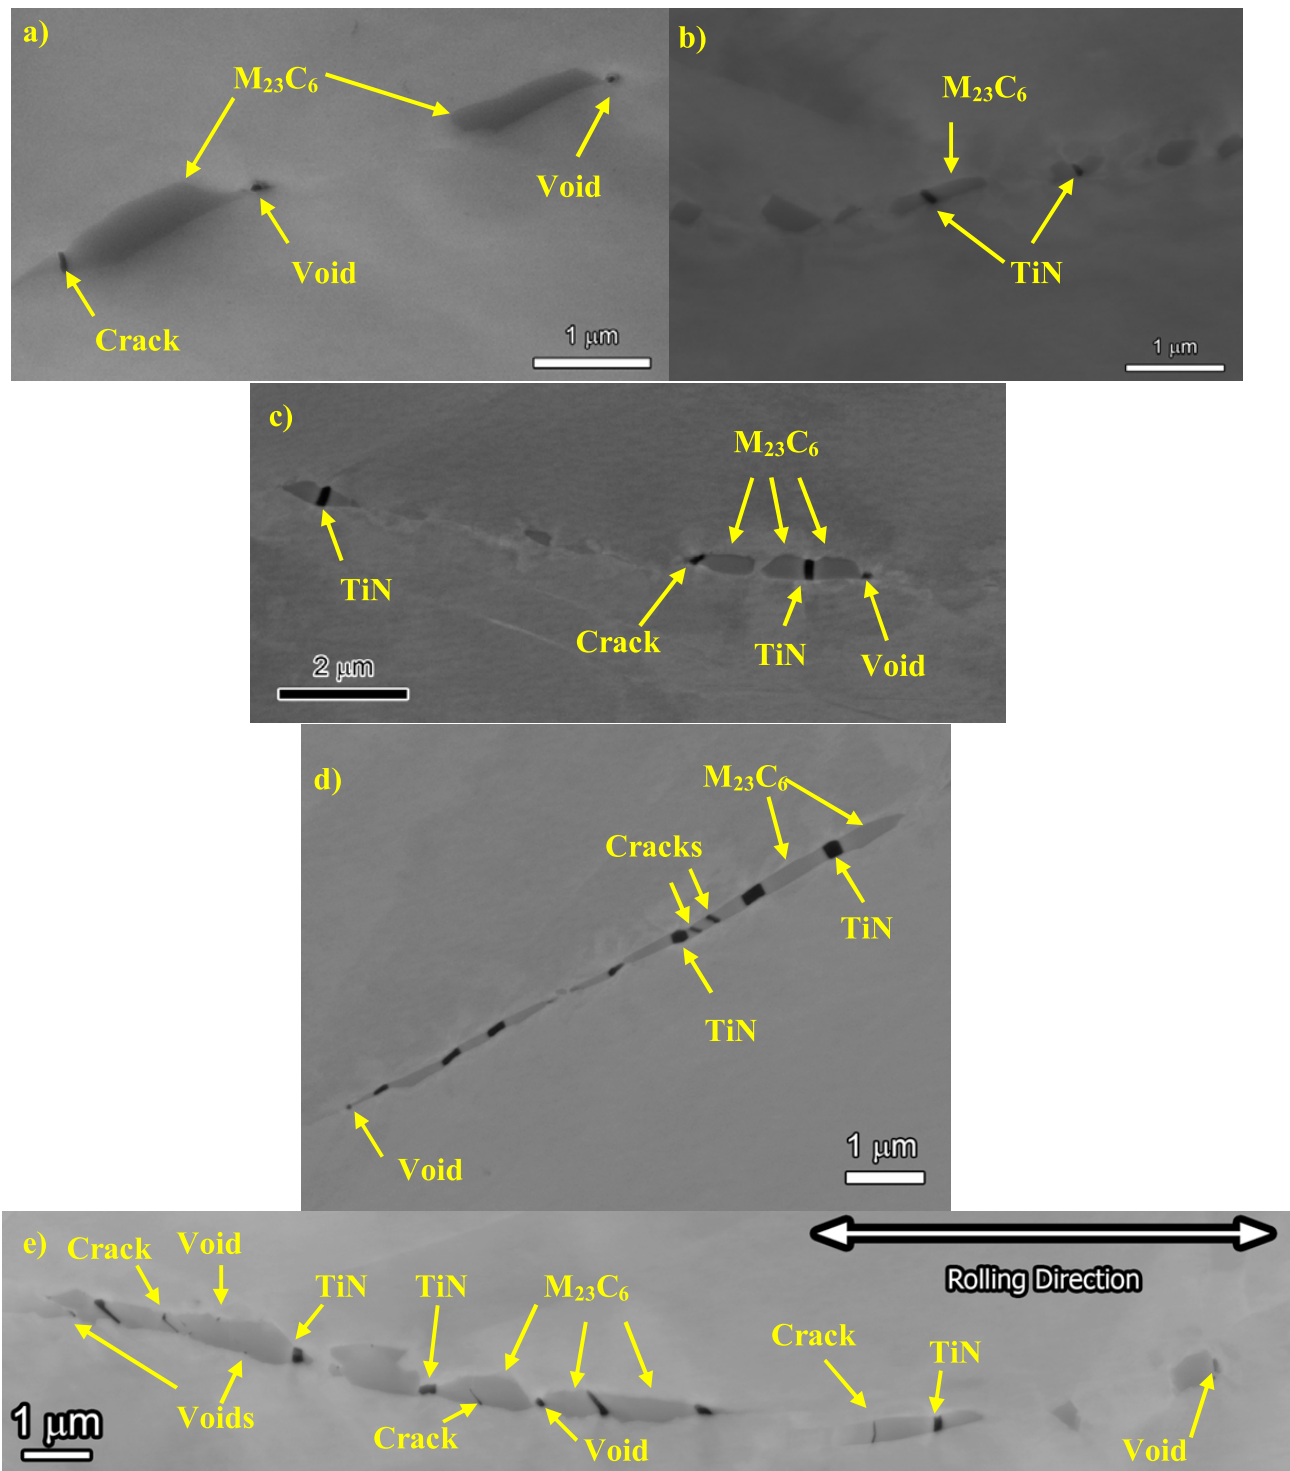 a)
M₂₃C₆
Void
Void
Crack
1 μm
b)
M₂₃C₆
TiN
1 μm
c)
M₂₃C₆
TiN
Crack
TiN
Void
2 μm
d)
M₂₃C₆
Cracks
TiN
TiN
Void
1 μm
e)
Crack
Void
TiN
TiN
M₂₃C₆
Rolling Direction
Crack
TiN
Voids
Crack
Void
Void
1 μm